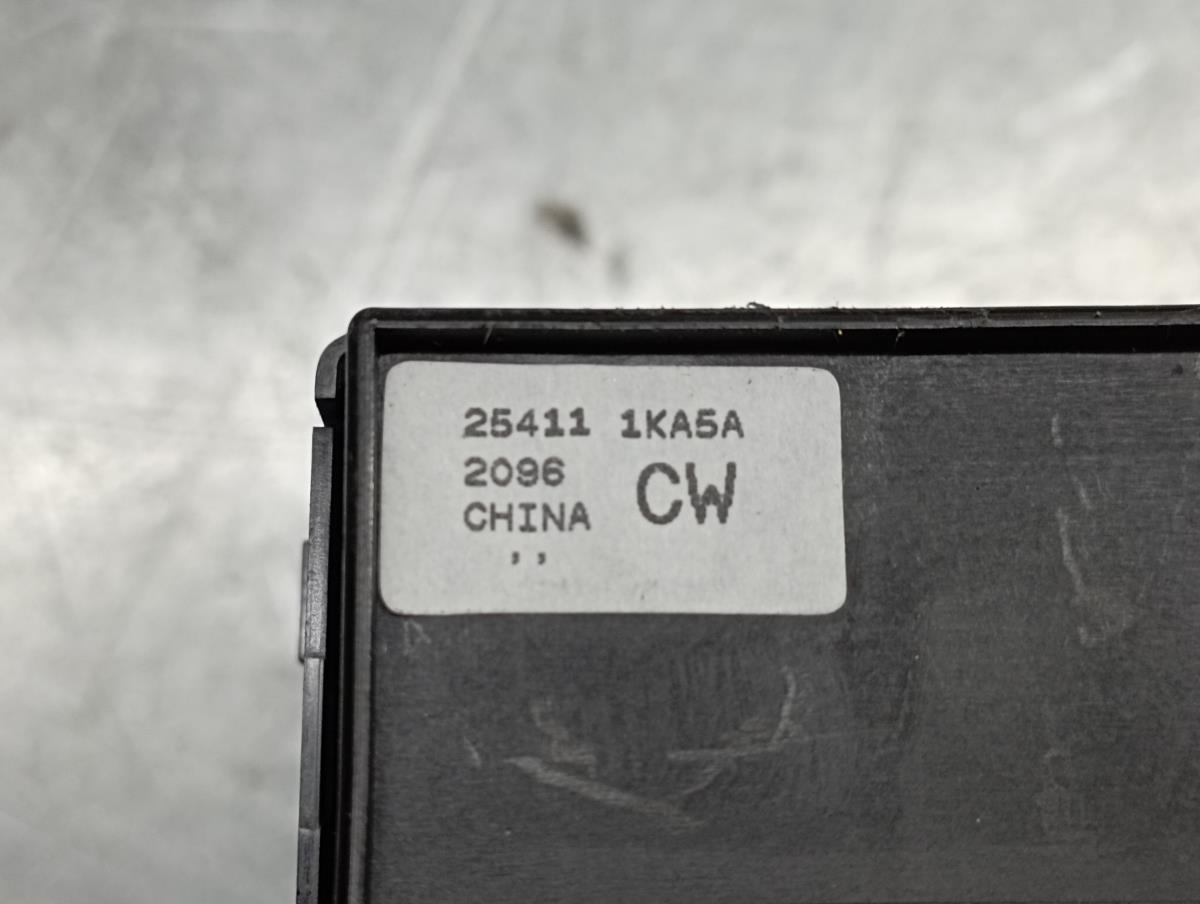 25411 1KA5A
2096
CW
CHINA
, ,